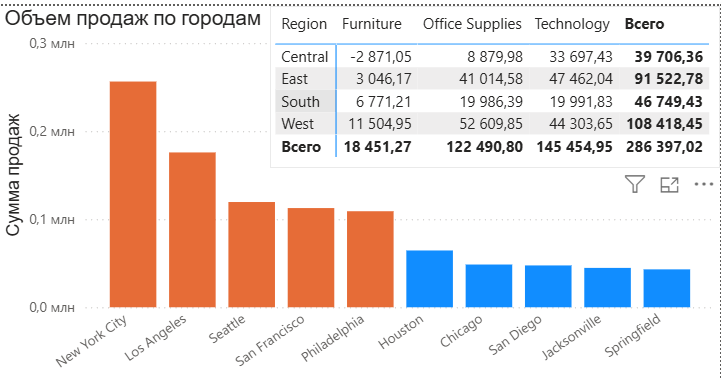 Объем продаж по городам
Region Furniture Office Supplies Technology Всего
Central -2 871,05 8 879,98 33 697,43 39 706,36
East 3 046,17 41 014,58 47 462,04 91 522,78
South 6 771,21 19 986,39 19 991,83 46 749,43
West 11 504,95 52 609,85 44 303,65 108 418,45
Всего 18 451,27 122 490,80 145 454,95 286 397,02
Сумма продаж
0,3 млн
0,2 млн
0,1 млн
0,0 млн
New York City
Los Angeles
Seattle
San Francisco
Philadelphia
Houston
Chicago
San Diego
Jacksonville
Springfield